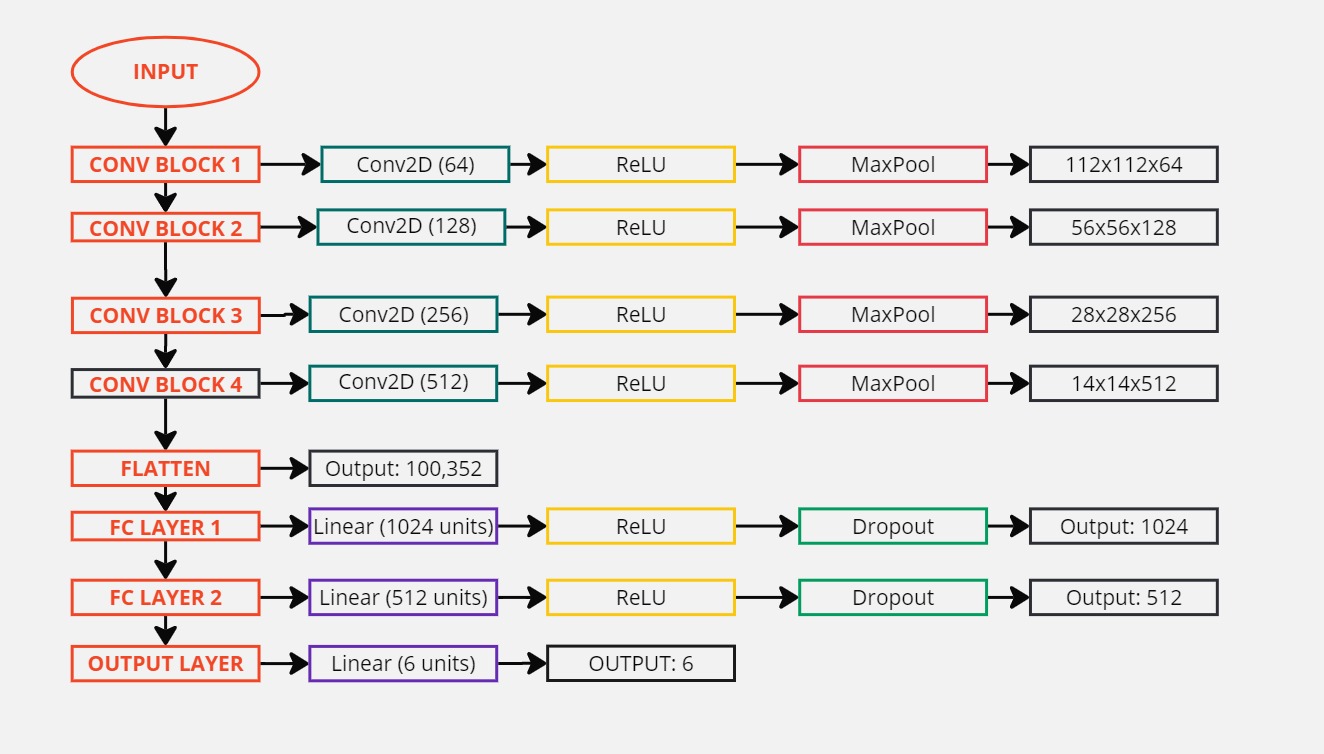 INPUT
CONV BLOCK 1
Conv2D (64)
ReLU
MaxPool
112x112x64
CONV BLOCK 2
Conv2D (128)
ReLU
MaxPool
56x56x128
CONV BLOCK 3
Conv2D (256)
ReLU
MaxPool
28x28x256
CONV BLOCK 4
Conv2D (512)
ReLU
MaxPool
14x14x512
FLATTEN
Output: 100,352
FC LAYER 1
Linear (1024 units)
ReLU
Dropout
Output: 1024
FC LAYER 2
Linear (512 units)
ReLU
Dropout
Output: 512
OUTPUT LAYER
Linear (6 units)
OUTPUT: 6